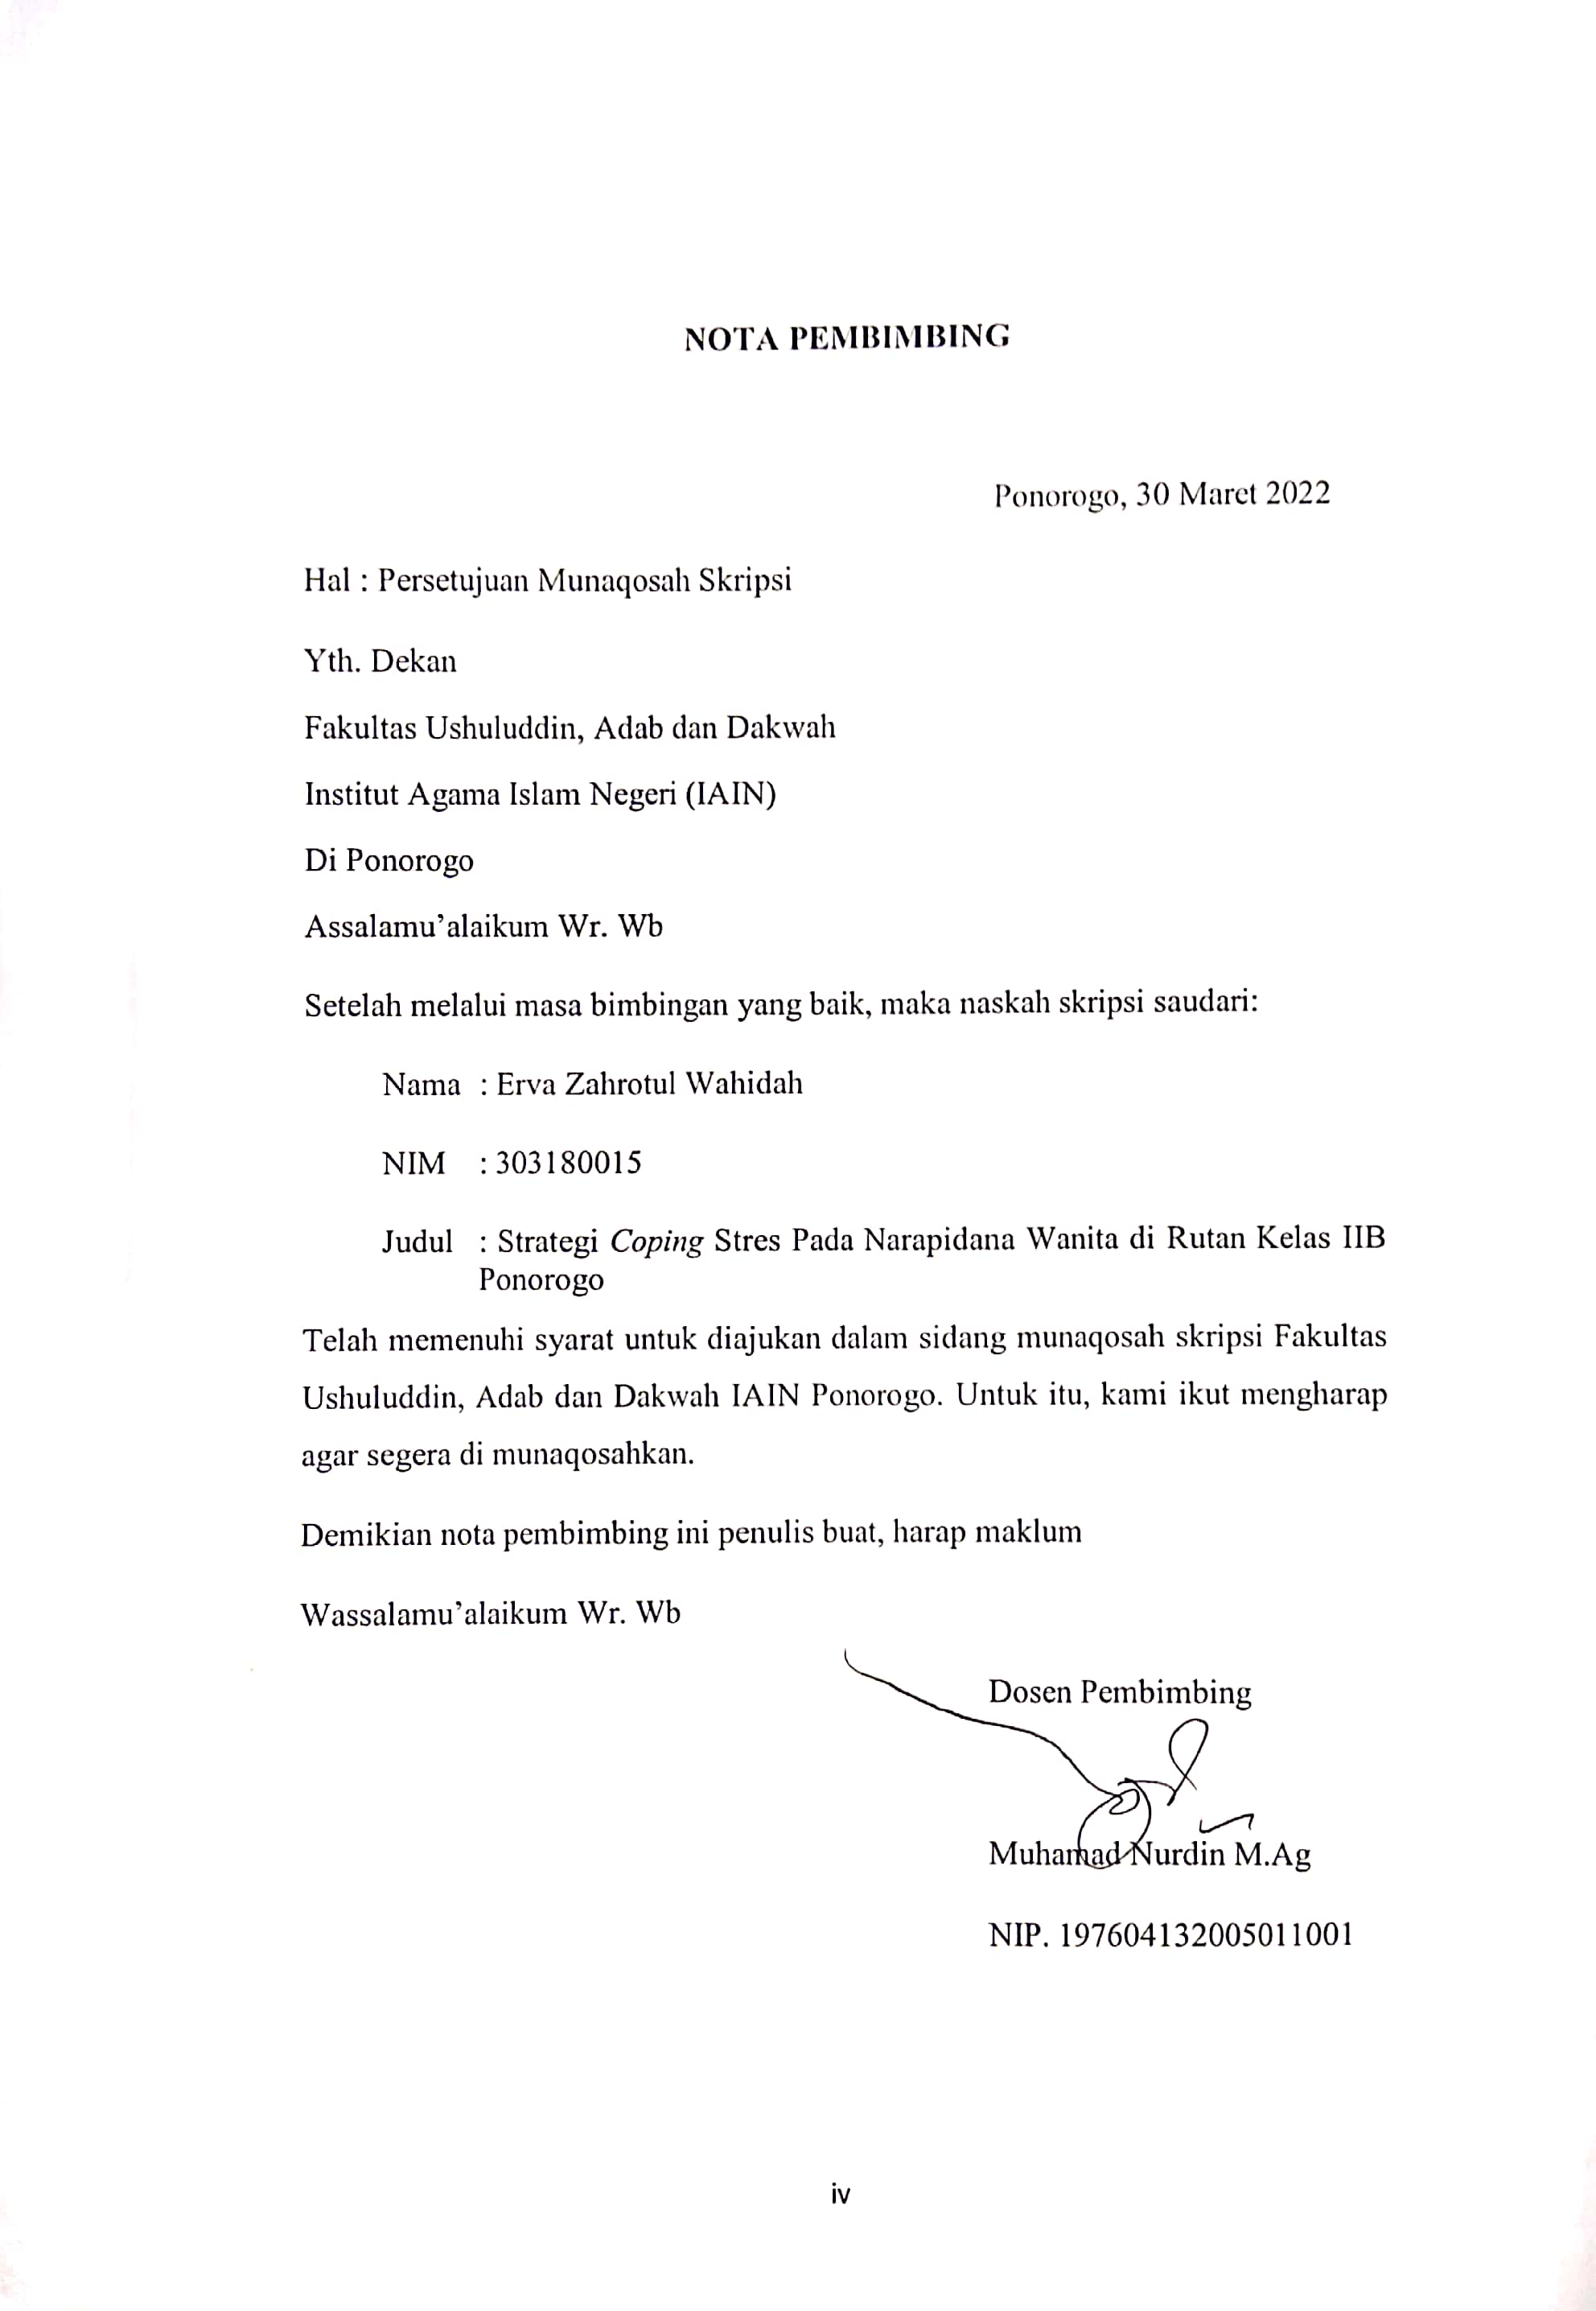 NOTA PEMBIMBING
Ponorogo, 30 Maret 2022
Hal : Persetujuan Munaqosah Skripsi
Yth. Dekan
Fakultas Ushuluddin, Adab dan Dakwah
Institut Agama Islam Negeri (IAIN)
Di Ponorogo
Assalamu’alaikum Wr. Wb
Setelah melalui masa bimbingan yang baik, maka naskah skripsi saudari:
Nama : Erva Zahrotul Wahidah
NIM : 303180015
Judul : Strategi Coping Stres Pada Narapidana Wanita di Rutan Kelas IIB
Ponorogo
Telah memenuhi syarat untuk diajukan dalam sidang munaqosah skripsi Fakultas
Ushuluddin, Adab dan Dakwah IAIN Ponorogo. Untuk itu, kami ikut mengharap
agar segera di munaqosahkan.
Demikian nota pembimbing ini penulis buat, harap maklum
Wassalamu’alaikum Wr. Wb
Dosen Pembimbing
Muhamad Nurdin M.Ag
NIP. 197604132005011001
iv